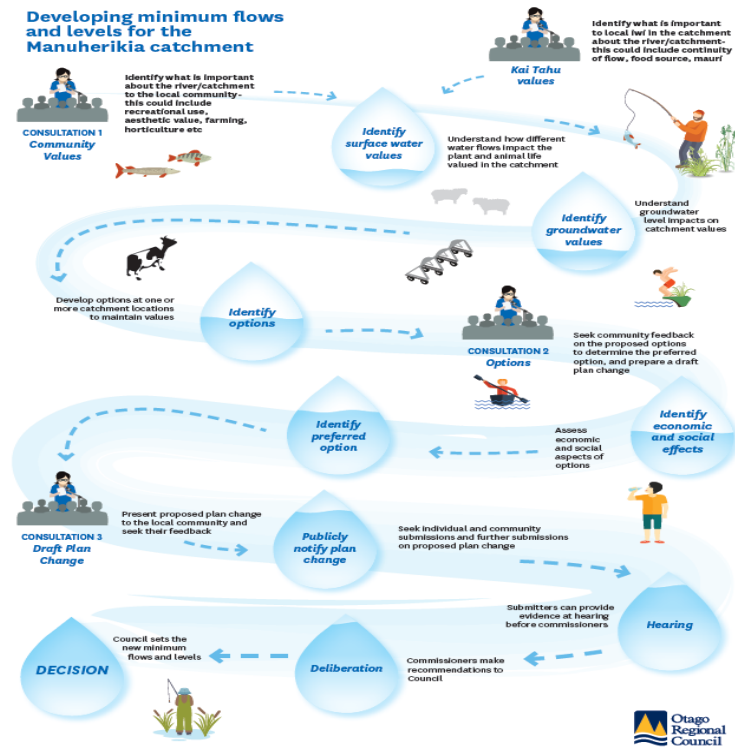 Developing minimum flows
and levels for the
Manuherikia catchment
Identify what is important
to local iwi in the catchment
about the river/catchment-
this could include continuity
of flow, food source, mauri
Kai Tahu
values
Identify what is important
about the river/catchment
to the local community-
this could include
recreational use,
aesthetic value, farming,
horticulture etc
CONSULTATION 1
Community
Values
Identify
surface water
values
Understand how different
water flows impact the
plant and animal life
valued in the catchment
Identify
groundwater
values
Understand
groundwater
level impacts on
catchment values
Develop options at one or
more catchment locations
to maintain values
Identify
options
CONSULTATION 2
Options
Seek community feedback
on the proposed options
to determine the preferred
option, and prepare a draft
plan change
Identify
economic
and social
effects
Assess
economic
and social
aspects of
options
Identify
preferred
option
CONSULTATION 3
Draft Plan
Change
Present proposed plan change
to the local community and
seek their feedback
Publicly
notify plan
change
Seek individual and community
submissions and further submissions
on proposed plan change
Hearing
Submitters can provide
evidence at hearing
before commissioners
Deliberation
Commissioners make
recommendations to
Council
Council sets the
new minimum
flows and levels
DECISION
Otago
Regional
Council